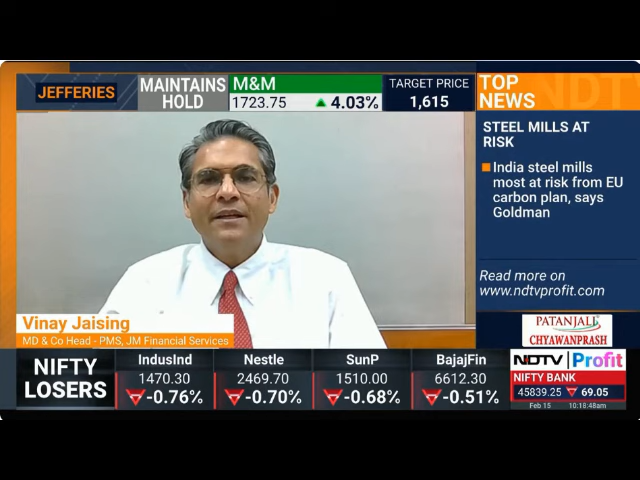 JEFFERIES
MAINTAINS
HOLD
M&M
1723.75 4.03%
TARGET PRICE
1,615
TOP
NEWS
NDT
STEEL MILLS AT
RISK
India steel mills
most at risk from EU
carbon plan, says
Goldman
Read more on
www.ndtvprofit.com
Vinay Jaising
MD & Co Head - PMS, JM Financial Services
PATANJALI
CHYAWANPRASH
NIFTY
LOSERS
IndusInd
1470.30
-0.76%
Nestle
2469.70
-0.70%
SunP
1510.00
-0.68%
BajajFin
6612.30
-0.51%
NDTV Profit
NIFTY BANK
45839.25 69.05
Feb 15 10:18:48am